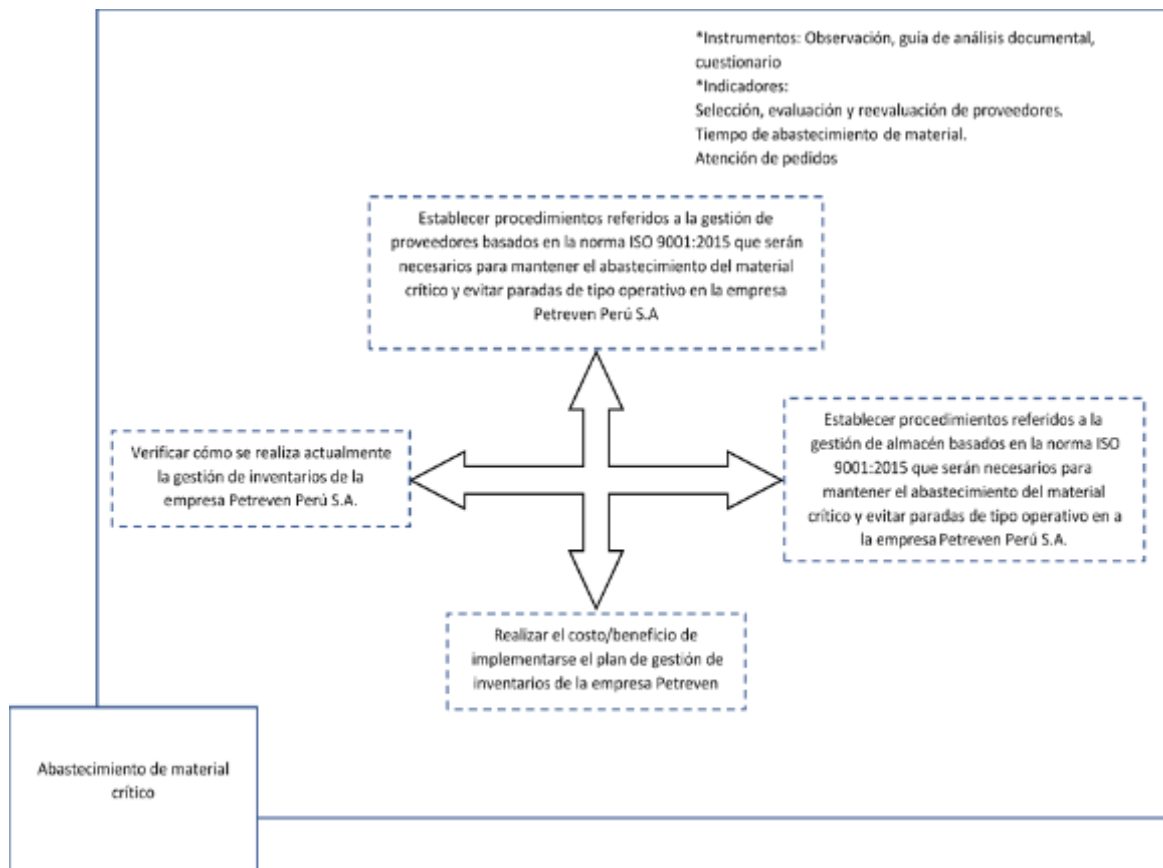 *Instrumentos: Observación, guía de análisis documental,
cuestionario
*Indicadores:
Selección, evaluación y reevaluación de proveedores.
Tiempo de abastecimiento de material.
Atención de pedidos
Establecer procedimientos referidos a la gestión de
proveedores basados en la norma ISO 9001:2015 que serán
necesarios para mantener el abastecimiento del material
crítico y evitar paradas de tipo operativo en la empresa
Petreven Perú S.A
Verificar cómo se realiza actualmente
la gestión de inventarios de la
empresa Petreven Perú S.A.
Establecer procedimientos referidos a la
gestión de almacén basados en la norma ISO
9001:2015 que serán necesarios para
mantener el abastecimiento del material
crítico y evitar paradas de tipo operativo en a
la empresa Petreven Perú S.A.
Realizar el costo/beneficio de
implementarse el plan de gestión de
inventarios de la empresa Petreven
Abastecimiento de material
crítico